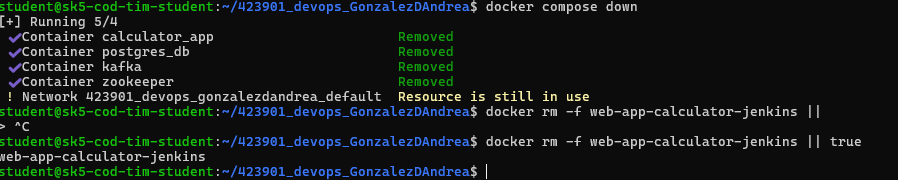 student@sk5-cod-tim-student:~/423901_devops_GonzalezDAndrea$ docker compose down
[+] Running 5/4
✔Container calculator_app Removed
✔Container postgres_db Removed
✔Container kafka Removed
✔Container zookeeper Removed
! Network 423901_devops_gonzalezdandrea_default Resource is still in use
student@sk5-cod-tim-student:~/423901_devops_GonzalezDAndrea$ docker rm -f web-app-calculator-jenkins ||
> ^C
student@sk5-cod-tim-student:~/423901_devops_GonzalezDAndrea$ docker rm -f web-app-calculator-jenkins || true
web-app-calculator-jenkins
student@sk5-cod-tim-student:~/423901_devops_GonzalezDAndrea$